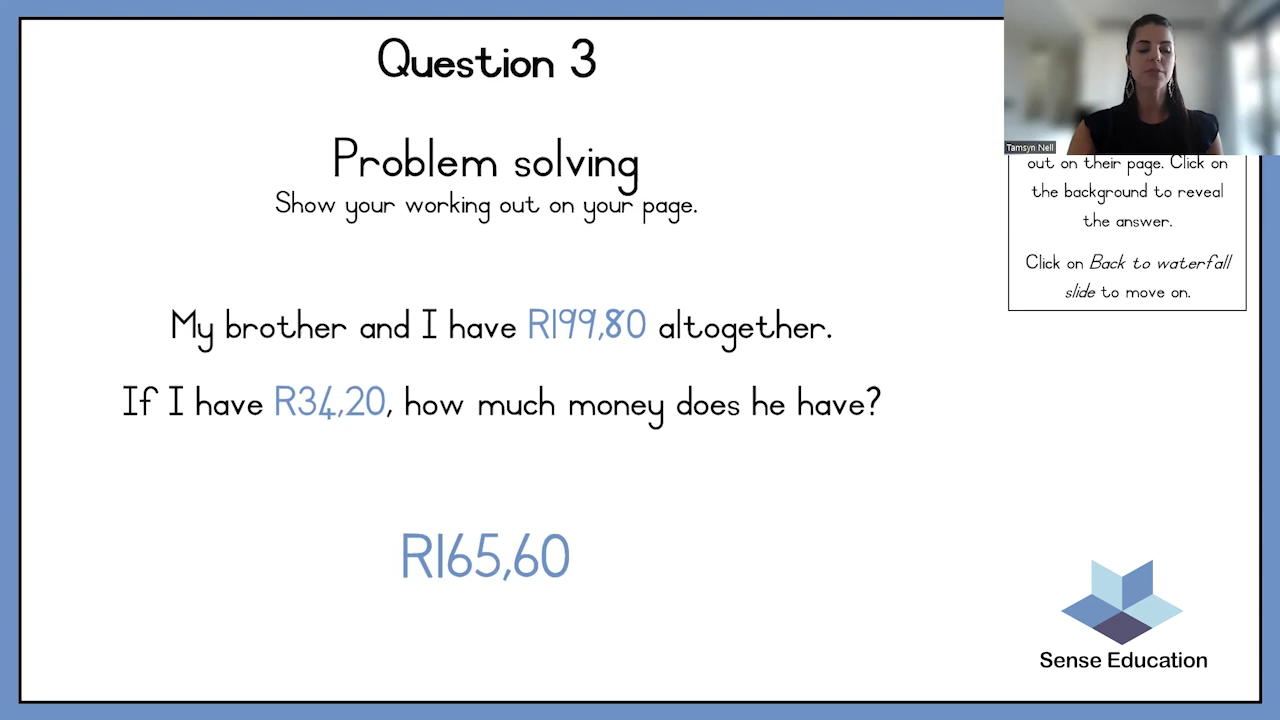 Question 3
Problem solving
Show your working out on your page.
My brother and I have R199,80 altogether.
If I have R34,20, how much money does he have?
R165,60
Tamsyn Nell
out on their page. Click on
the background to reveal
the answer.
Click on Back to waterfall
slide to move on.
Sense Education